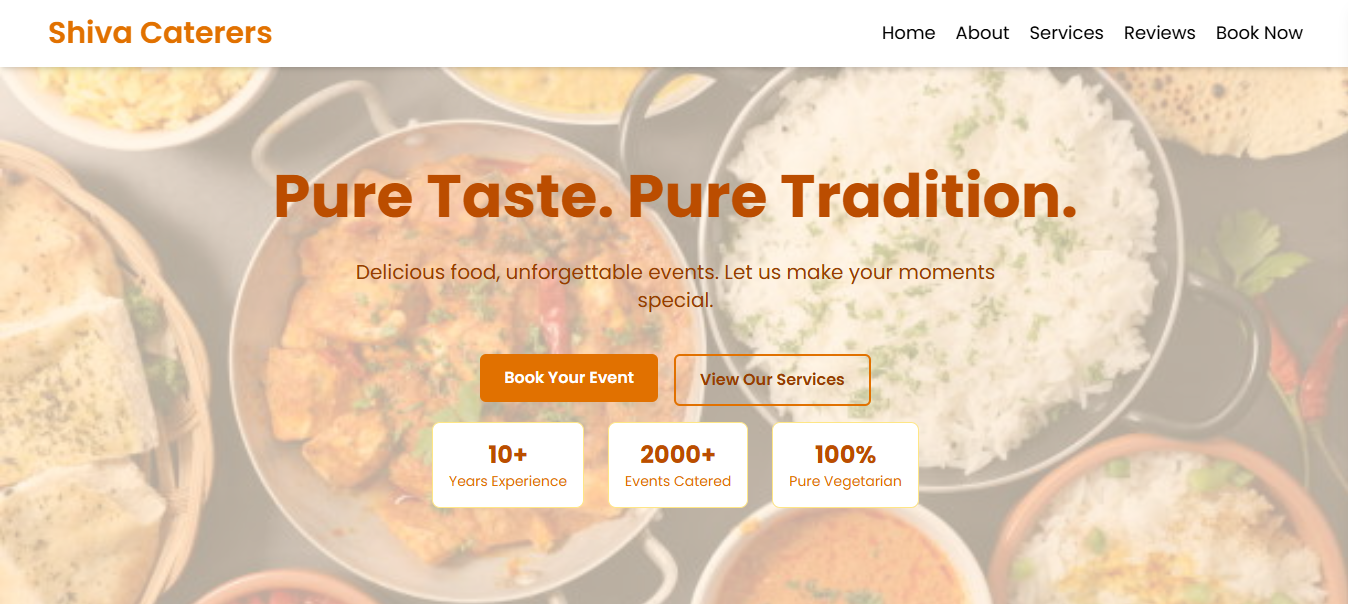 Shiva Caterers
Home About Services Reviews Book Now
Pure Taste. Pure Tradition.
Delicious food, unforgettable events. Let us make your moments
special.
Book Your Event View Our Services
10+ 2000+ 100%
Years Experience Events Catered Pure Vegetarian